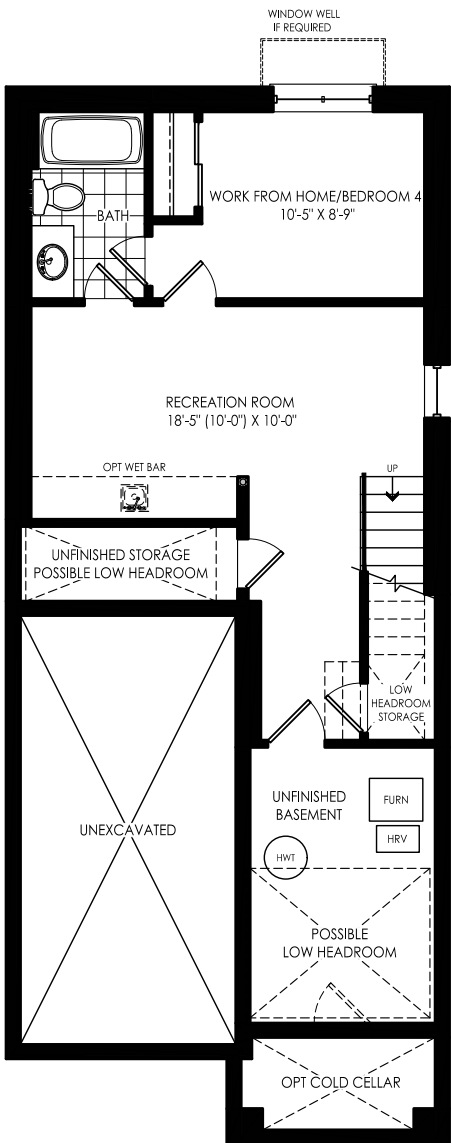 WINDOW WELL
IF REQUIRED
WORK FROM HOME/BEDROOM 4
10'-5" X 8'-9"
BATH
RECREATION ROOM
18'-5" (10'-0") X 10'-0"
OPT WET BAR
UP
UNFINISHED STORAGE
POSSIBLE LOW HEADROOM
LOW
HEADROOM
STORAGE
UNFINISHED
BASEMENT
FURN
HRV
HWT
UNEXCAVATED
POSSIBLE
LOW HEADROOM
OPT COLD CELLAR